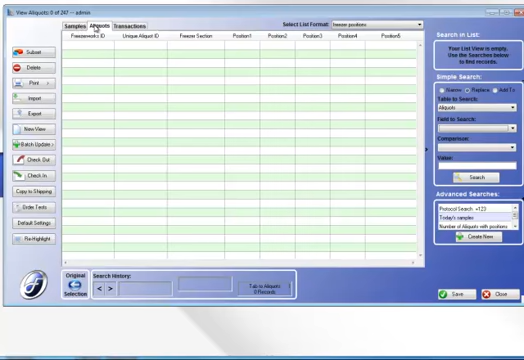 View Aliquots: 0 of 247 -- admin
Samples Aliquots Transactions
Select List Format: freezer positions
Freezerworks ID Unique Aliquot ID Freezer Section Position1 Position2 Position3 Position4 Position5
Subset
Delete
Print >
Import
Export
New View
Batch Update >
Check Out
Check In
Copy to Shipping
Order Tests
Default Settings
Re-Highlight
Search in List:
Your List View is empty.
Use the Searches below
to find records.
Simple Search:
Narrow Replace Add To
Table to Search:
Aliquots
Field to Search:
Comparison:
Value:
Search
Advanced Searches:
Protocol Search +123
Today's samples
Number of Aliquots with positions
Create New
Original
Selection
Search History:
< >
Tab to Aliquots
0 Records
Save Close